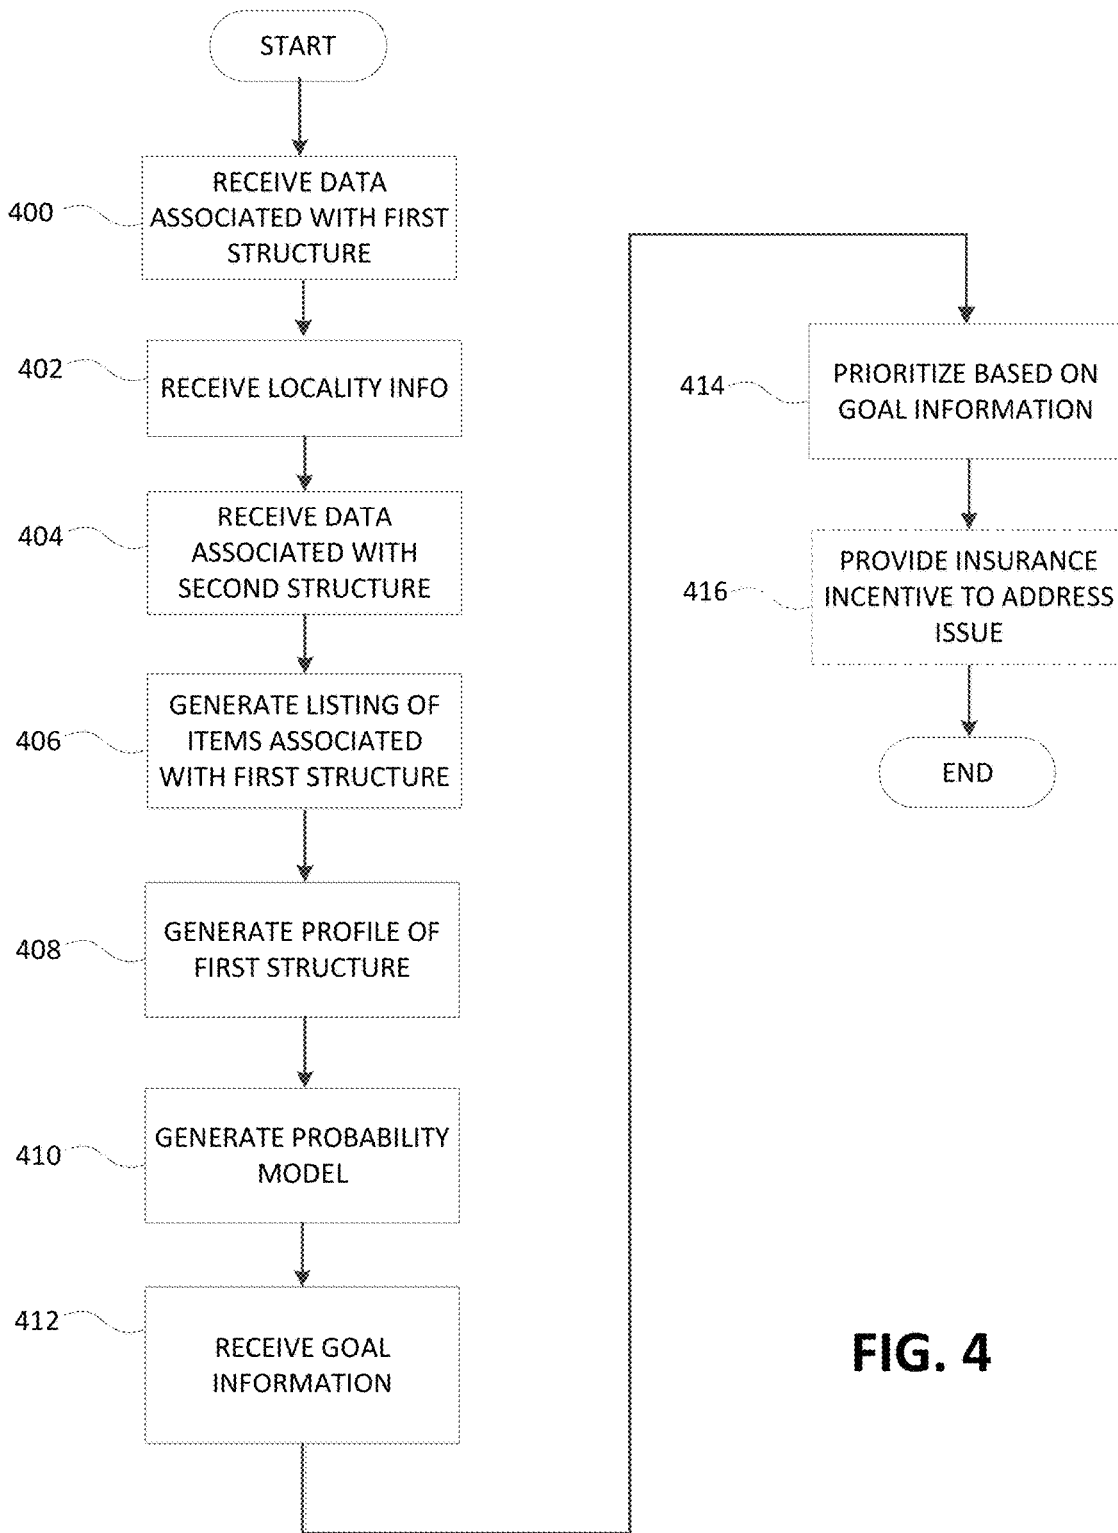 START
400
RECEIVE DATA
ASSOCIATED WITH FIRST
STRUCTURE
402
RECEIVE LOCALITY INFO
404
RECEIVE DATA
ASSOCIATED WITH
SECOND STRUCTURE
406
GENERATE LISTING OF
ITEMS ASSOCIATED
WITH FIRST STRUCTURE
408
GENERATE PROFILE OF
FIRST STRUCTURE
410
GENERATE PROBABILITY
MODEL
412
RECEIVE GOAL
INFORMATION
414
PRIORITIZE BASED ON
GOAL INFORMATION
416
PROVIDE INSURANCE
INCENTIVE TO ADDRESS
ISSUE
END
FIG. 4